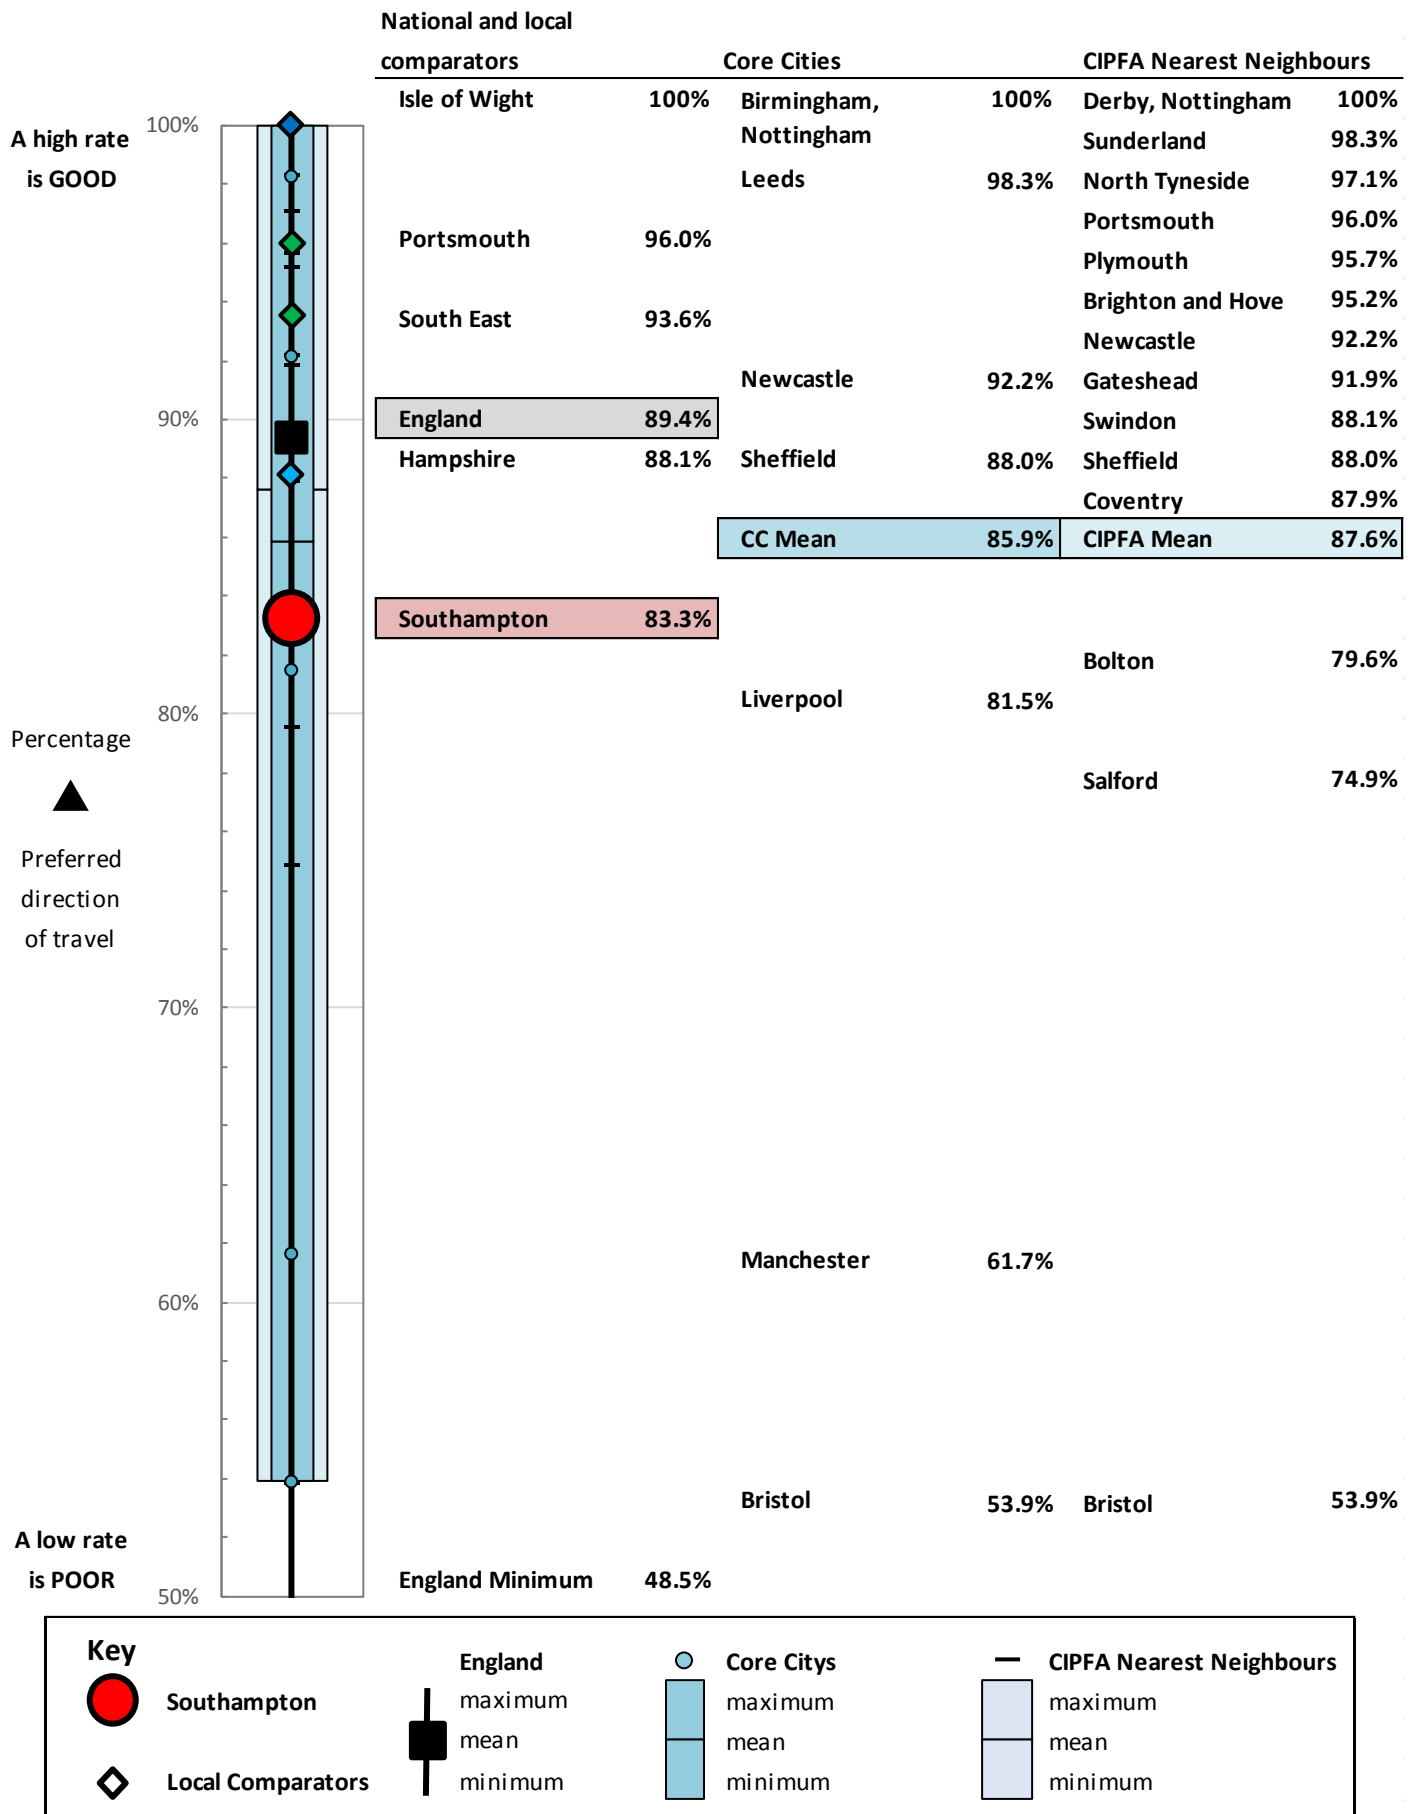 National and local
comparators Core Cities CIPFA Nearest Neighbours
Isle of Wight 100% Birmingham, 100% Derby, Nottingham 100%
100%
A high rate Nottingham Sunderland 98.3%
is GOOD Leeds 98.3% North Tyneside 97.1%
Portsmouth 96.0%
Portsmouth 96.0%
Plymouth 95.7%
Brighton and Hove 95.2%
South East 93.6%
Newcastle 92.2%
Newcastle 92.2% Gateshead 91.9%
90% England 89.4% Swindon 88.1%
Hampshire 88.1% Sheffield 88.0% Sheffield 88.0%
Coventry 87.9%
CC Mean 85.9% CIPFA Mean 87.6%
Southampton 83.3%
Bolton 79.6%
Liverpool 81.5%
80%
Percentage
Salford 74.9%
Preferred
direction
of travel
70%
Manchester 61.7%
60%
Bristol 53.9% Bristol 53.9%
A low rate
is POOR England Minimum 48.5%
50%
Key
England Core Citys CIPFA Nearest Neighbours
Southampton maximum maximum maximum
mean mean mean
Local Comparators minimum minimum minimum